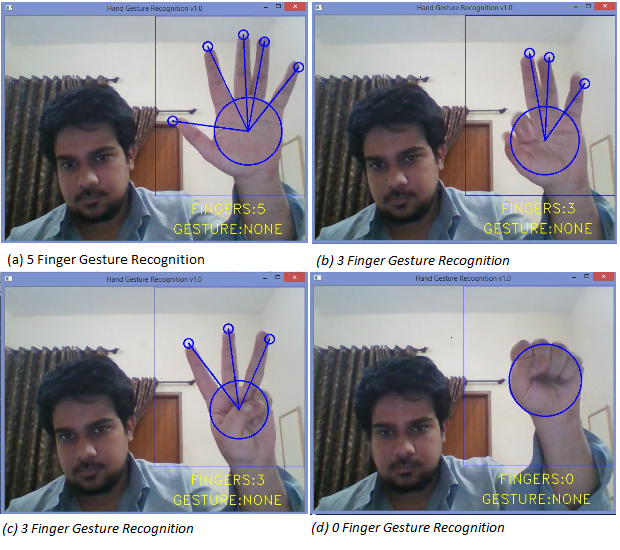 Hand Gesture Recognition v1.0
Hand Gesture Recognition v1.0
FINGERS:5
GESTURE:NONE
FINGERS:3
GESTURE:NONE
(a) 5 Finger Gesture Recognition
(b) 3 Finger Gesture Recognition
Hand Gesture Recognition v1.0
Hand Gesture Recognition v1.0
FINGERS:3
GESTURE:NONE
FINGERS:0
GESTURE:NONE
(c) 3 Finger Gesture Recognition
(d) 0 Finger Gesture Recognition